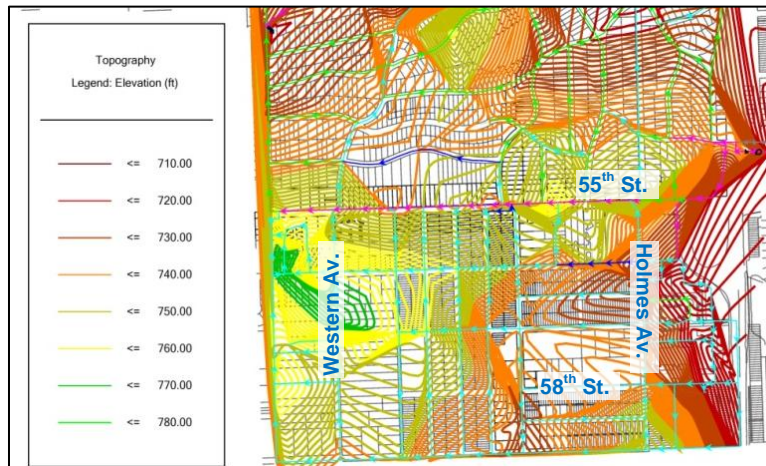 Topography
Legend: Elevation (ft)
<= 710.00
<= 720.00
<= 730.00
<= 740.00
<= 750.00
<= 760.00
<= 770.00
<= 780.00
55th St.
Western Av.
Holmes Av.
58th St.